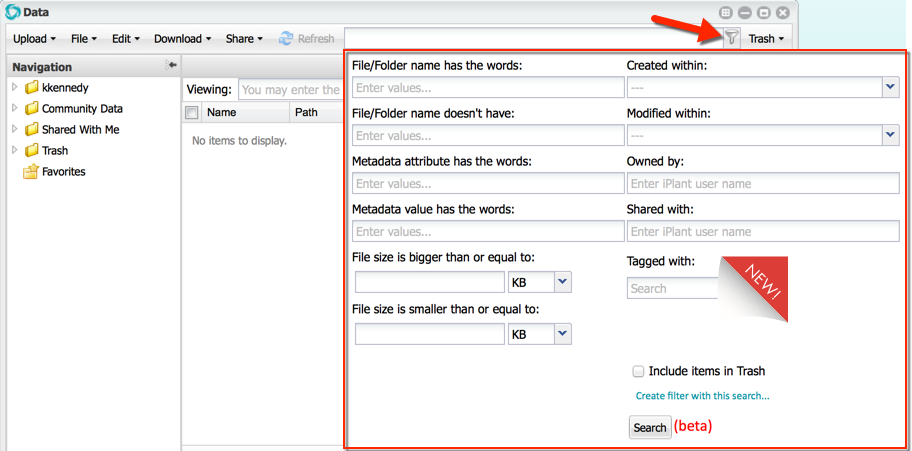 Data
Upload File Edit Download Share Refresh Trash
Navigation
kkennedy
Community Data
Shared With Me
Trash
Favorites
Viewing: You may enter the
Name Path
No items to display.
File/Folder name has the words: Created within:
Enter values... ---
File/Folder name doesn't have: Modified within:
Enter values... ---
Metadata attribute has the words: Owned by:
Enter values... Enter iPlant user name
Metadata value has the words: Shared with:
Enter values... Enter iPlant user name
File size is bigger than or equal to: Tagged with:
KB Search
NEW!
File size is smaller than or equal to:
KB
Include items in Trash
Create filter with this search...
Search (beta)